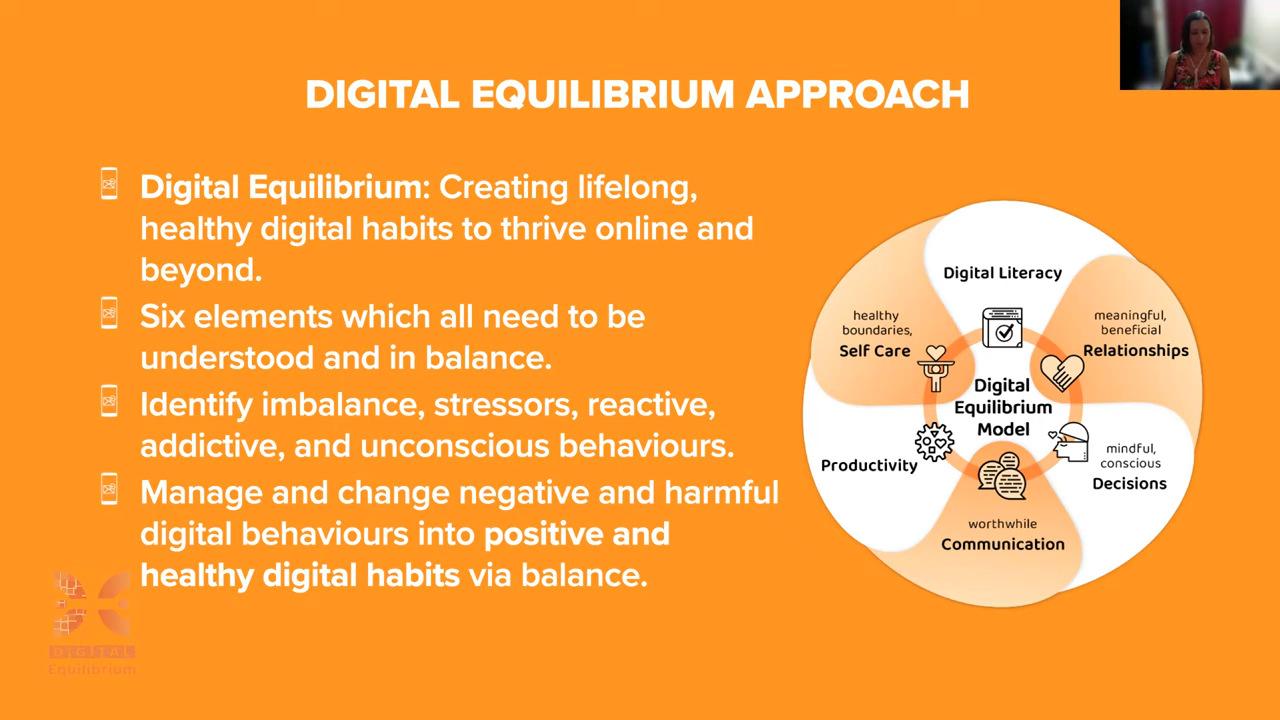 DIGITAL EQUILIBRIUM APPROACH
Digital Equilibrium: Creating lifelong,
healthy digital habits to thrive online and
beyond.
Six elements which all need to be
understood and in balance.
Identify imbalance, stressors, reactive,
addictive, and unconscious behaviours.
Manage and change negative and harmful
digital behaviours into positive and
healthy digital habits via balance.
Digital Literacy
meaningful,
beneficial
Relationships
mindful,
conscious
Decisions
worthwhile
Communication
Productivity
healthy
boundaries,
Self Care
Digital
Equilibrium
Model
DIGITAL
Equilibrium